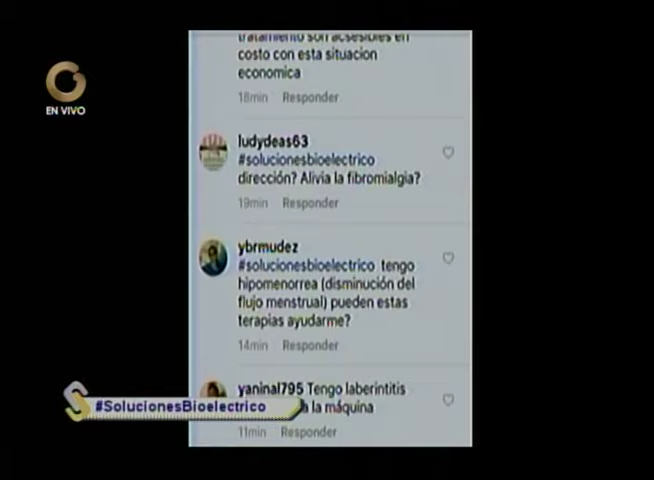 tratamiento son acsesibles en
costo con esta situacion
economica
18min Responder
ludydeas63
#solucionesbioelectrico
dirección? Alivia la fibromialgia?
19min Responder
ybrmudez
#solucionesbioelectrico tengo
hipomenorrea (disminución del
flujo menstrual) pueden estas
terapias ayudarme?
14min Responder
yaninal795 Tengo laberintitis
la máquina
11min Responder
EN VIVO
#SolucionesBioelectrico